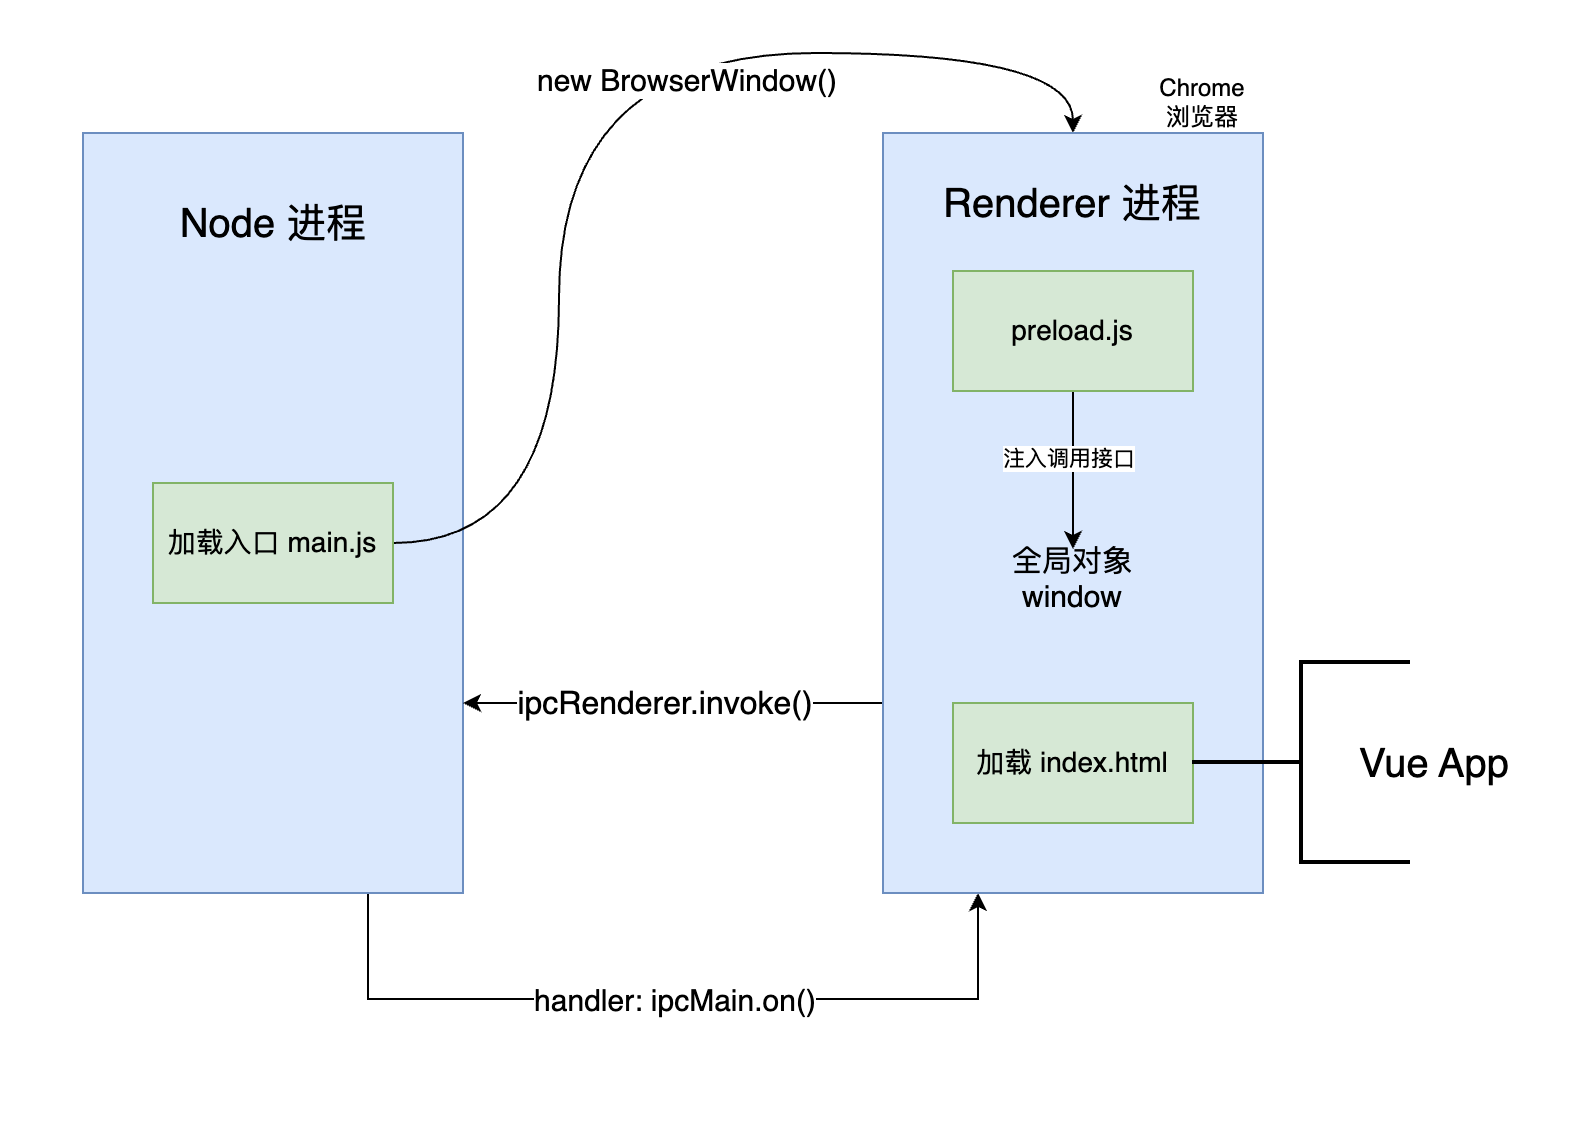 new BrowserWindow()
Chrome
浏览器
Node 进程
Renderer 进程
preload.js
注入调用接口
加载入口 main.js
全局对象
window
ipcRenderer.invoke()
加载 index.html
Vue App
handler: ipcMain.on()